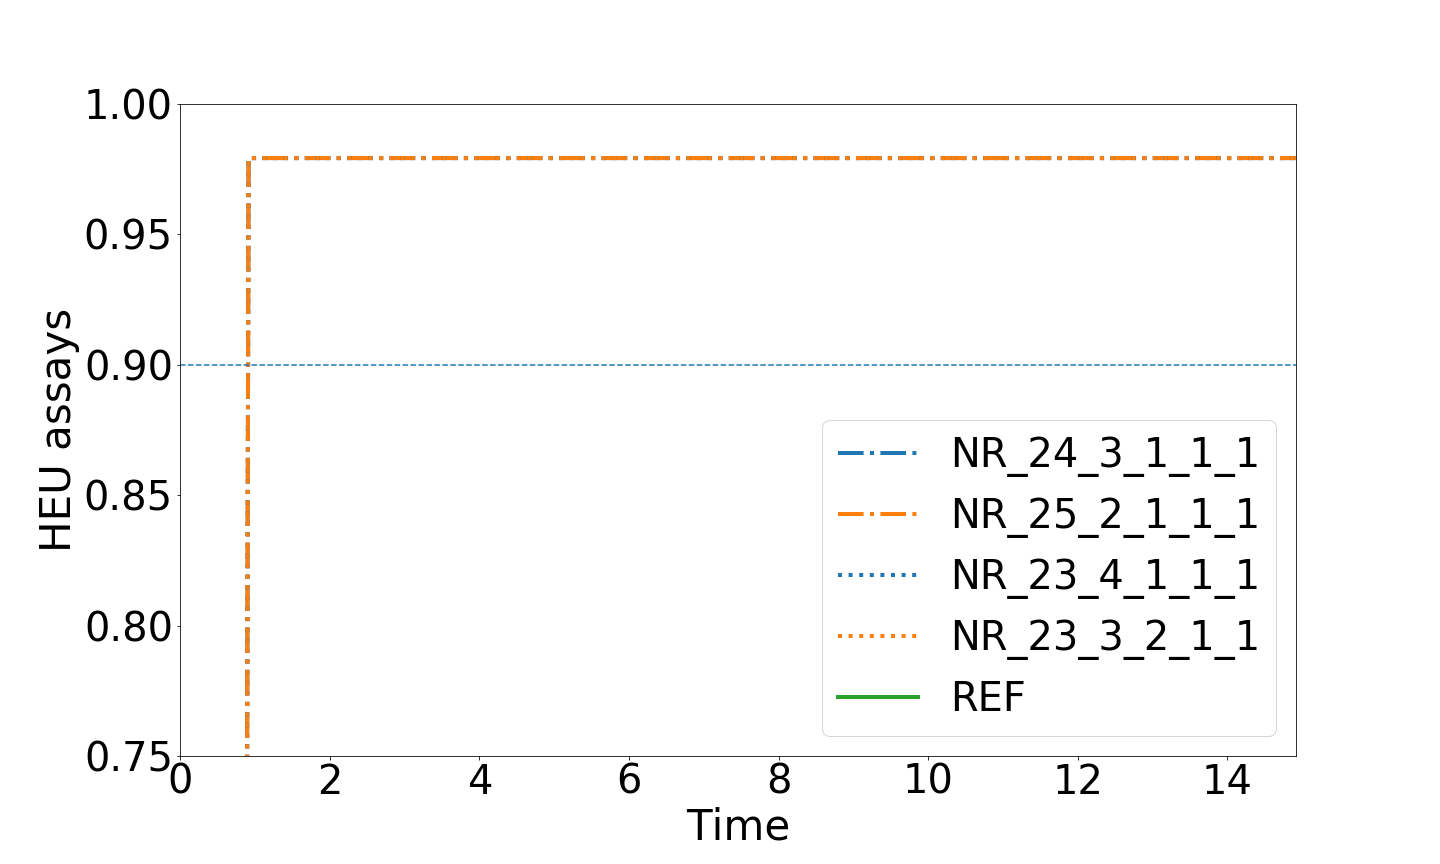 1.00
0.95
0.90
0.85
0.80
0.75
HEU assays
0 2 4 6 8 10 12 14
Time
NR_24_3_1_1_1
NR_25_2_1_1_1
NR_23_4_1_1_1
NR_23_3_2_1_1
REF